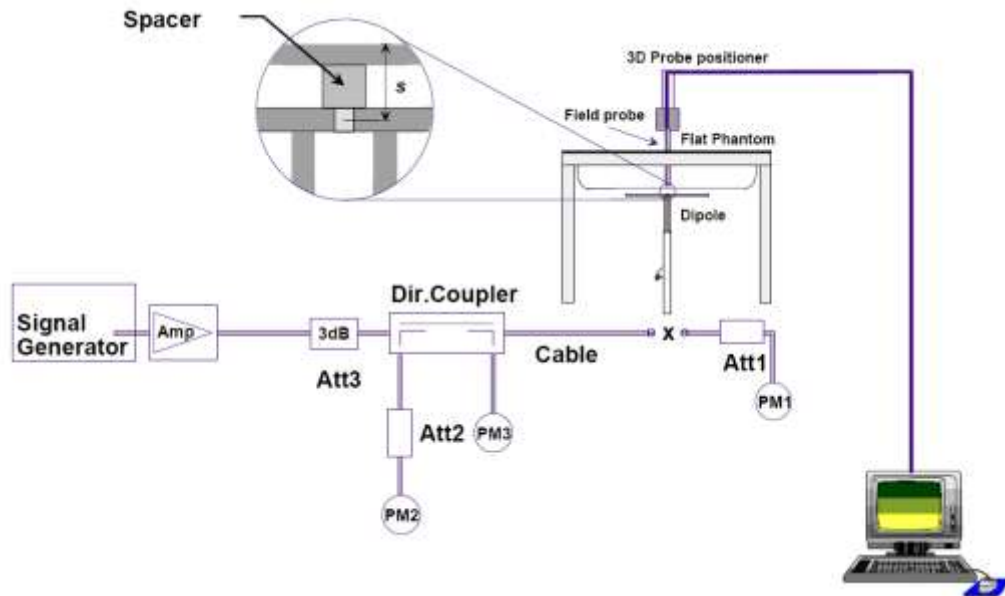 Spacer
s
3D Probe positioner
Field probe
Flat Phantom
Dipole
Signal
Generator
Amp
3dB
Att3
Dir.Coupler
Cable
X
Att1
PM1
Att2
PM3
PM2